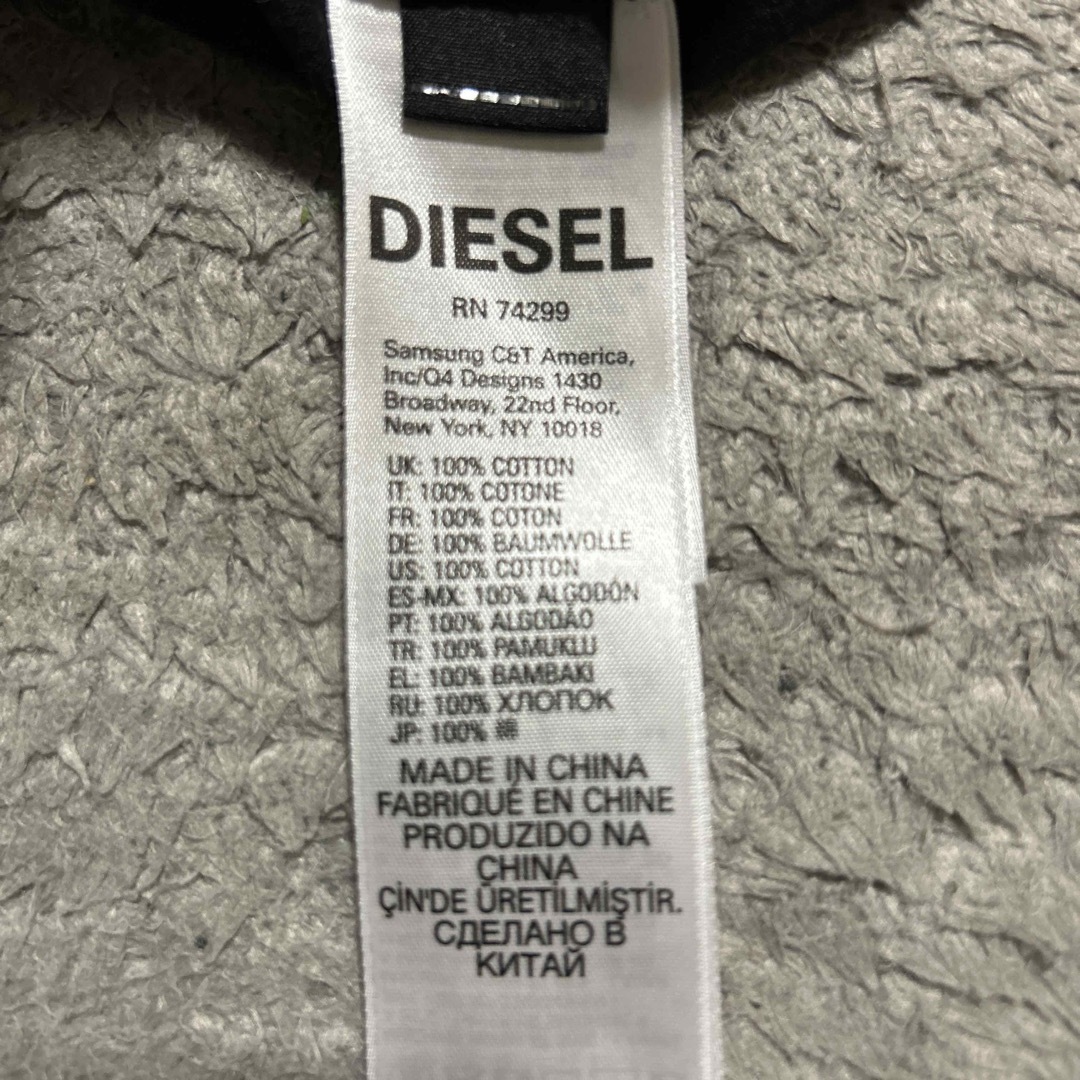 DIESEL
RN 74299
Samsung C&T America,
Inc/Q4 Designs 1430
Broadway, 22nd Floor,
New York, NY 10018
UK: 100% COTTON
IT: 100% COTONE
FR: 100% COTON
DE: 100% BAUMWOLLE
US: 100% COTTON
ES-MX: 100% ALGODÓN
PT: 100% ALGODÃO
TR: 100% PAMUKLU
EL: 100% BAMBAKI
RU: 100% ХЛОПОК
JP: 100% 綿
MADE IN CHINA
FABRIQUÉ EN CHINE
PRODUZIDO NA
CHINA
ÇİN'DE ÜRETİLMİŞTİR.
СДЕЛАНО В
КИТАЙ